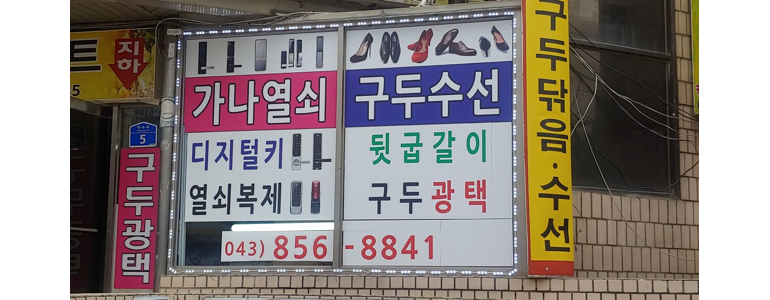 지하
5
구두광택
가나열쇠
디지털키
열쇠복제
구두수선
뒷굽갈이
구두광택
043) 856-8841
구두닦음·수선